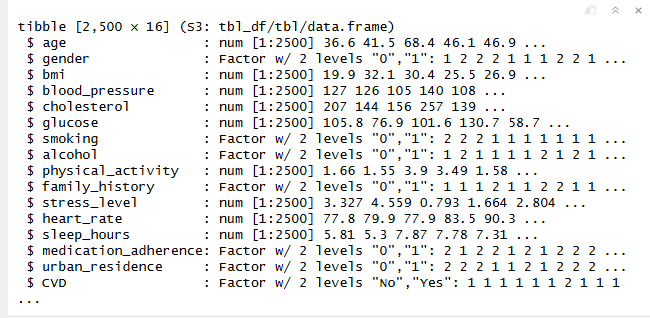 tibble [2,500 × 16] (S3: tbl_df/tbl/data.frame)
 $ age                 : num [1:2500] 36.6 41.5 68.4 46.1 46.9 ...
 $ gender              : Factor w/ 2 levels "0","1": 1 2 2 2 1 1 1 2 2 1 ...
 $ bmi                 : num [1:2500] 19.9 32.1 30.4 25.5 26.9 ...
 $ blood_pressure      : num [1:2500] 127 126 105 140 108 ...
 $ cholesterol         : num [1:2500] 207 144 156 257 139 ...
 $ glucose             : num [1:2500] 105.8 76.9 101.6 130.7 58.7 ...
 $ smoking             : Factor w/ 2 levels "0","1": 2 2 2 1 1 1 1 1 1 1 ...
 $ alcohol             : Factor w/ 2 levels "0","1": 1 2 1 1 1 1 2 1 2 1 ...
 $ physical_activity   : num [1:2500] 1.66 1.55 3.9 3.49 1.58 ...
 $ family_history      : Factor w/ 2 levels "0","1": 1 1 1 2 1 1 2 2 1 1 ...
 $ stress_level        : num [1:2500] 3.327 4.559 0.793 1.664 2.804 ...
 $ heart_rate          : num [1:2500] 77.8 79.9 77.9 83.5 90.3 ...
 $ sleep_hours         : num [1:2500] 5.81 5.3 7.87 7.78 7.31 ...
 $ medication_adherence: Factor w/ 2 levels "0","1": 2 1 2 2 1 2 1 2 2 2 ...
 $ urban_residence     : Factor w/ 2 levels "0","1": 2 2 2 1 1 2 1 2 2 2 ...
 $ CVD                 : Factor w/ 2 levels "No","Yes": 1 1 1 1 1 1 2 1 1 1
...